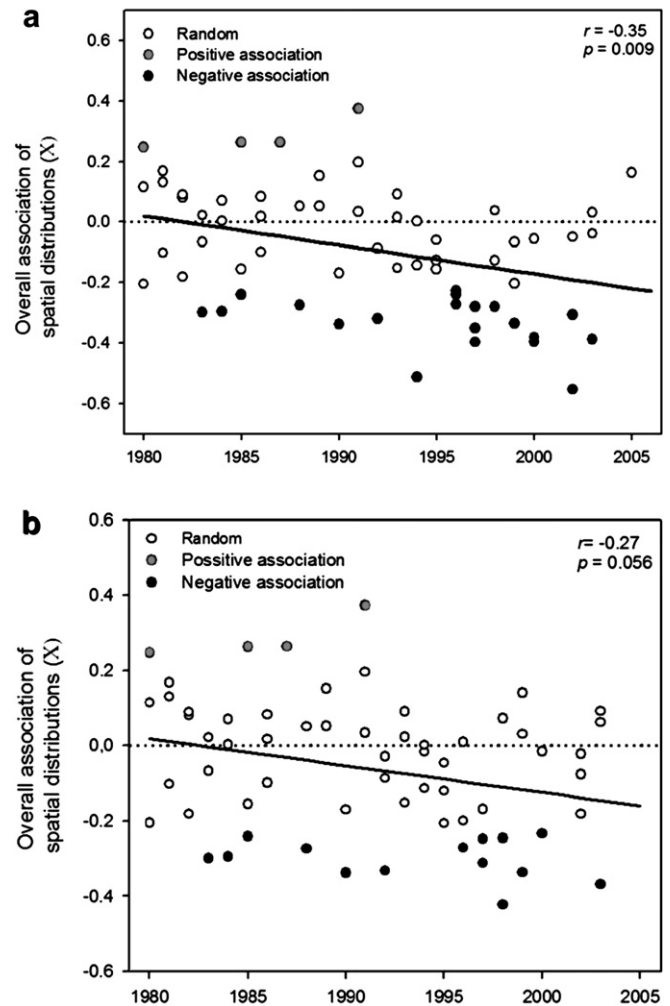 a
0.6
0.4
0.2
0.0
-0.2
-0.4
-0.6
Overall association of
spatial distributions (X)
Random
Positive association
Negative association
r = -0.35
p = 0.009
1980 1985 1990 1995 2000 2005
b
0.6
0.4
0.2
0.0
-0.2
-0.4
-0.6
Overall association of
spatial distributions (X)
Random
Possitive association
Negative association
r= -0.27
p = 0.056
1980 1985 1990 1995 2000 2005